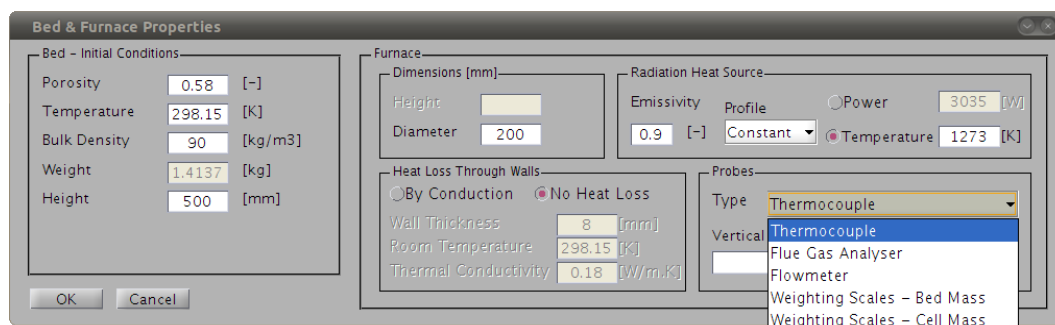 Bed & Furnace Properties
Bed – Initial Conditions
Porosity 0.58 [-]
Temperature 298.15 [K]
Bulk Density 90 [kg/m3]
Weight 1.4137 [kg]
Height 500 [mm]
OK Cancel
Furnace
Dimensions [mm]
Height
Diameter 200
Radiation Heat Source
Emissivity Profile Power 3035 [W]
0.9 [-] Constant Temperature 1273 [K]
Heat Loss Through Walls
By Conduction No Heat Loss
Wall Thickness 8 [mm]
Room Temperature 298.15 [K]
Thermal Conductivity 0.18 [W/m.K]
Probes
Type Thermocouple
Vertical
Thermocouple
Flue Gas Analyser
Flowmeter
Weighting Scales – Bed Mass
Weighting Scales – Cell Mass